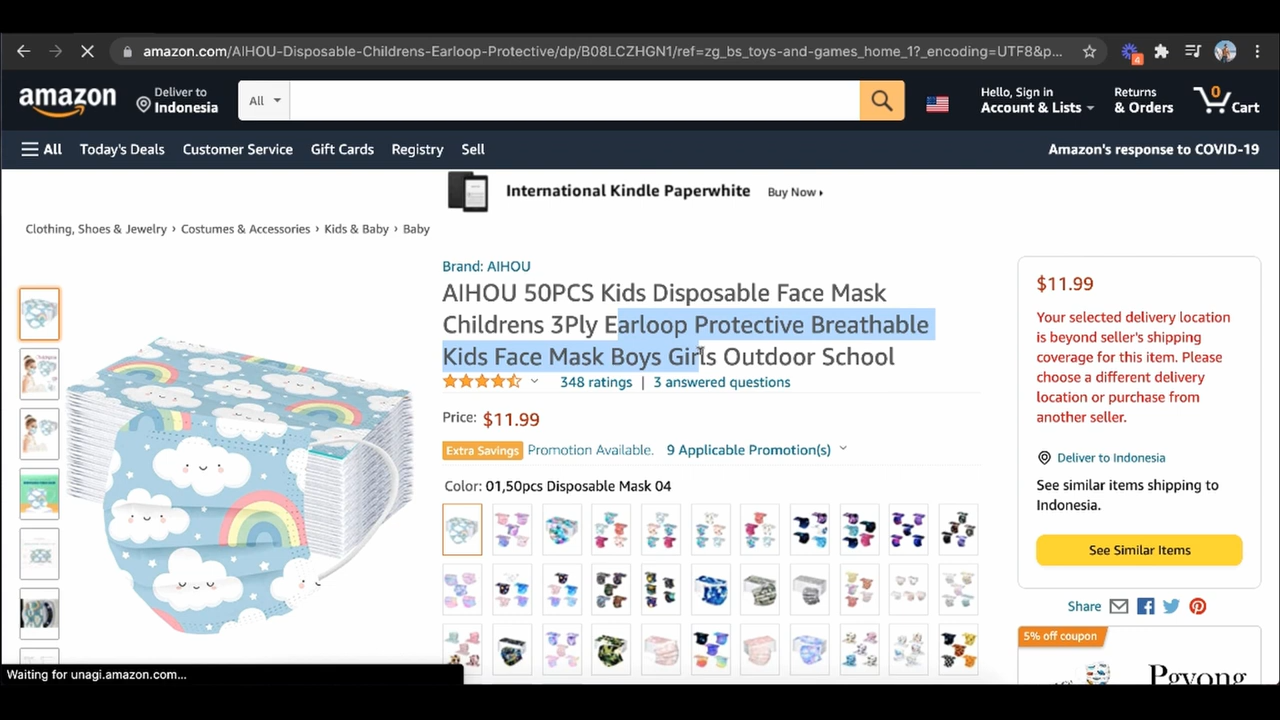 amazon.com/AIHOU-Disposable-Childrens-Earloop-Protective/dp/B08LCZHGN1/ref=zg_bs_toys-and-games_home_1?_encoding=UTF8&p...
4
amazon
Deliver to
Indonesia
All
Hello, Sign in
Account & Lists
Returns
& Orders
0
Cart
All
Today's Deals
Customer Service
Gift Cards
Registry
Sell
Amazon's response to COVID-19
International Kindle Paperwhite
Buy Now
Clothing, Shoes & Jewelry › Costumes & Accessories › Kids & Baby › Baby
Brand: AIHOU
AIHOU 50PCS Kids Disposable Face Mask
Childrens 3Ply Earloop Protective Breathable
Kids Face Mask Boys Girls Outdoor School
348 ratings | 3 answered questions
Price: $11.99
Extra Savings Promotion Available. 9 Applicable Promotion(s)
Color: 01,50pcs Disposable Mask 04
$11.99
Your selected delivery location
is beyond seller's shipping
coverage for this item. Please
choose a different delivery
location or purchase from
another seller.
Deliver to Indonesia
See similar items shipping to
Indonesia.
See Similar Items
Share
5% off coupon
Pgyong
Waiting for unagi.amazon.com...